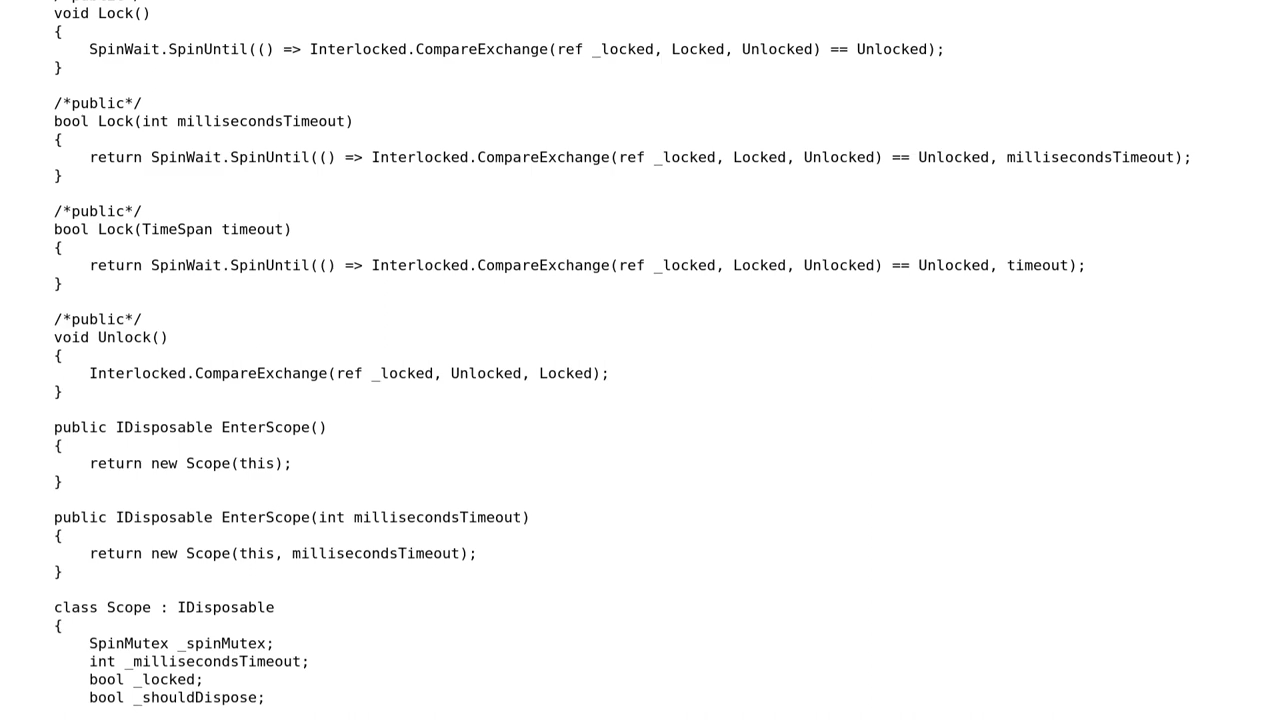 void Lock()
{
    SpinWait.SpinUntil(() => Interlocked.CompareExchange(ref _locked, Locked, Unlocked) == Unlocked);
}

/*public*/
bool Lock(int millisecondsTimeout)
{
    return SpinWait.SpinUntil(() => Interlocked.CompareExchange(ref _locked, Locked, Unlocked) == Unlocked, millisecondsTimeout);
}

/*public*/
bool Lock(TimeSpan timeout)
{
    return SpinWait.SpinUntil(() => Interlocked.CompareExchange(ref _locked, Locked, Unlocked) == Unlocked, timeout);
}

/*public*/
void Unlock()
{
    Interlocked.CompareExchange(ref _locked, Unlocked, Locked);
}

public IDisposable EnterScope()
{
    return new Scope(this);
}

public IDisposable EnterScope(int millisecondsTimeout)
{
    return new Scope(this, millisecondsTimeout);
}

class Scope : IDisposable
{
    SpinMutex _spinMutex;
    int _millisecondsTimeout;
    bool _locked;
    bool _shouldDispose;